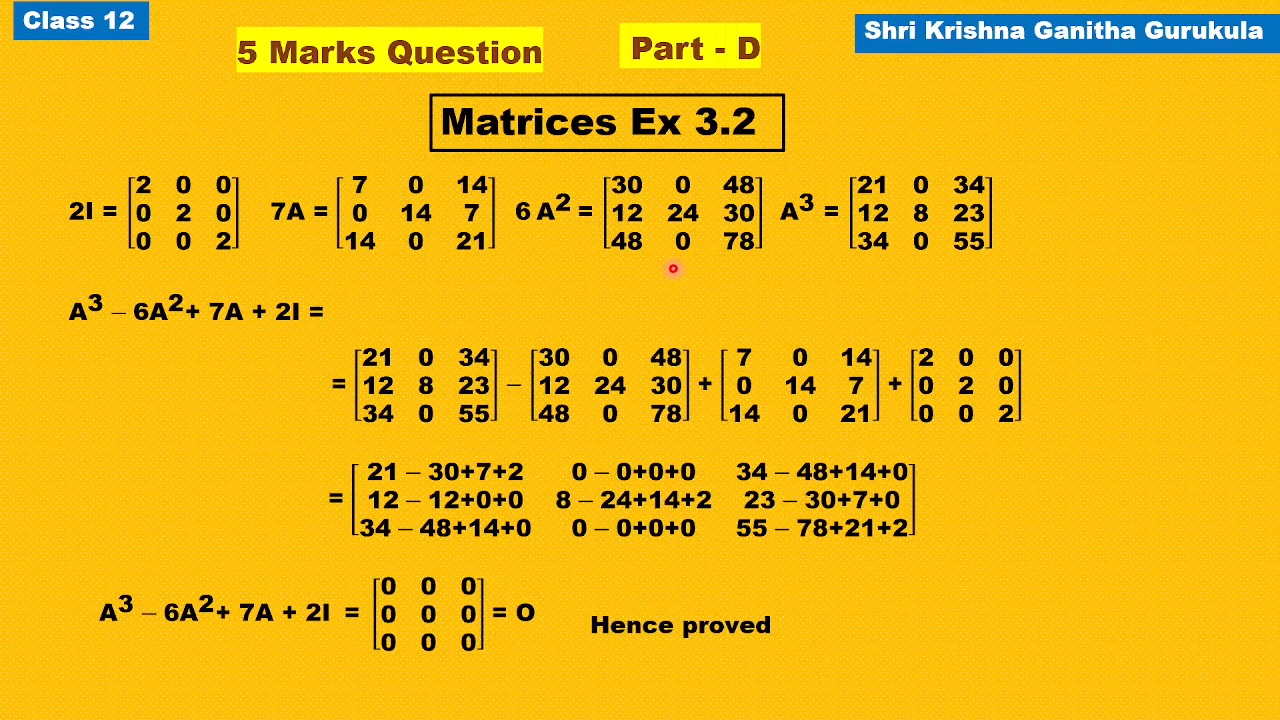 Class 12
5 Marks Question
Part - D
Shri Krishna Ganitha Gurukula
Matrices Ex 3.2
2I = [2 0 0; 0 2 0; 0 0 2] 7A = [7 0 14; 0 14 7; 14 0 21] 6 A² = [30 0 48; 12 24 30; 48 0 78] A³ = [21 0 34; 12 8 23; 34 0 55]
A³ – 6A²+ 7A + 2I =
= [21 0 34; 12 8 23; 34 0 55] – [30 0 48; 12 24 30; 48 0 78] + [7 0 14; 0 14 7; 14 0 21] + [2 0 0; 0 2 0; 0 0 2]
= [21 – 30+7+2 0 – 0+0+0 34 – 48+14+0; 12 – 12+0+0 8 – 24+14+2 23 – 30+7+0; 34 – 48+14+0 0 – 0+0+0 55 – 78+21+2]
A³ – 6A²+ 7A + 2I = [0 0 0; 0 0 0; 0 0 0] = O
Hence proved